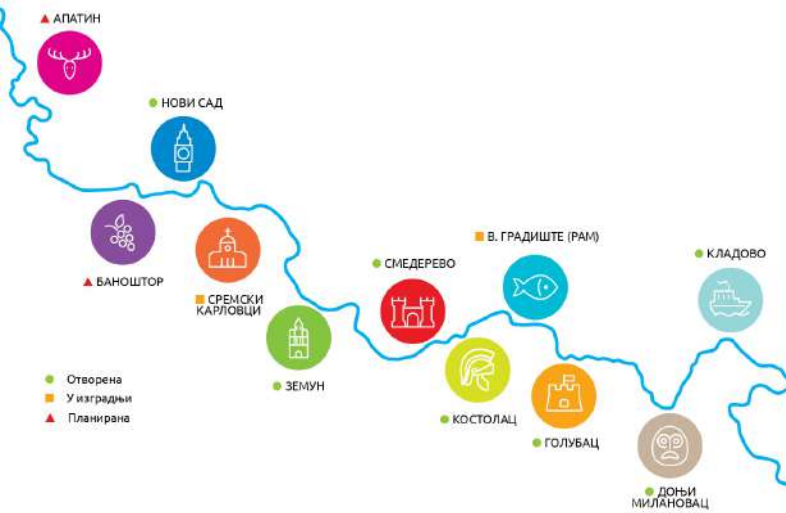 АПАТИН
НОВИ САД
В. ГРАДИШТЕ (РАМ)
КЛАДОВО
СМЕДЕРЕВО
БАНОШТОР
СРЕМСКИ
КАРЛОВЦИ
ЗЕМУН
КОСТОЛАЦ
ГОЛУБАЦ
ДОЊИ
МИЛАНОВАЦ
Отворена
У изградњи
Планирана